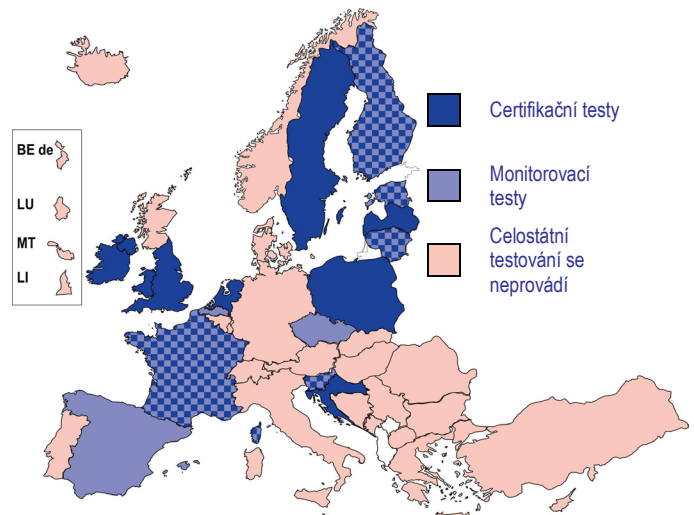 Certifikační testy
Monitorovací
testy
Celostátní
testování se
neprovádí
BE de
LU
MT
LI